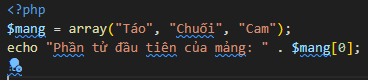 <?php
$mang = array("Táo", "Chuối", "Cam");
echo "Phần tử đầu tiên của mảng: " . $mang[0];